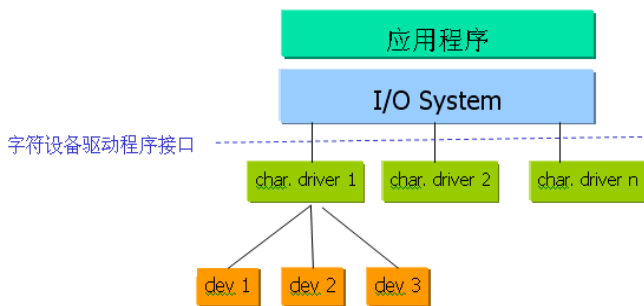 应用程序
I/O System
字符设备驱动程序接口
char. driver 1
char. driver 2
char. driver n
dev 1
dev 2
dev 3